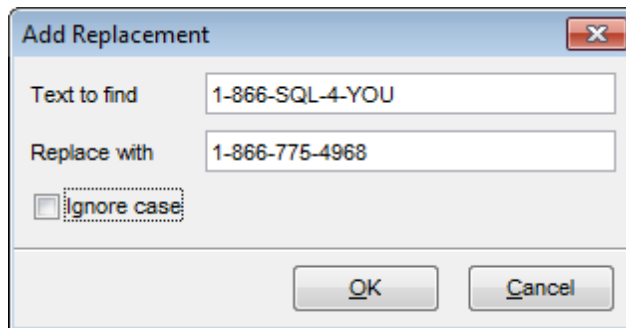 Add Replacement
Text to find 1-866-SQL-4-YOU
Replace with 1-866-775-4968
Ignore case
OK Cancel